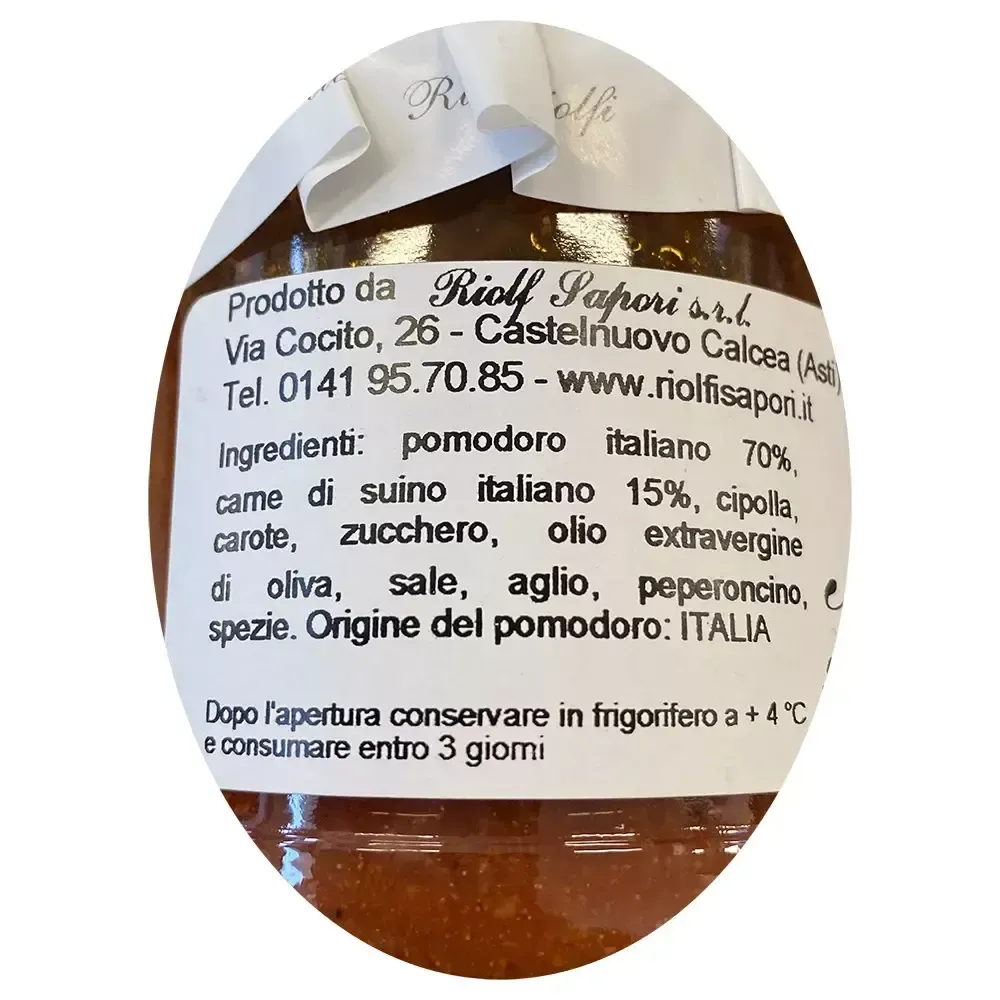 Prodotto da Riolf Sapori s.r.l.
Via Cocito, 26 - Castelnuovo Calcea (Asti)
Tel. 0141 95.70.85 - www.riolfisapori.it
Ingredienti: pomodoro italiano 70%,
carne di suino italiano 15%, cipolla,
carote, zucchero, olio extravergine
di oliva, sale, aglio, peperoncino,
spezie. Origine del pomodoro: ITALIA
Dopo l'apertura conservare in frigorifero a + 4 °C
e consumare entro 3 giorni